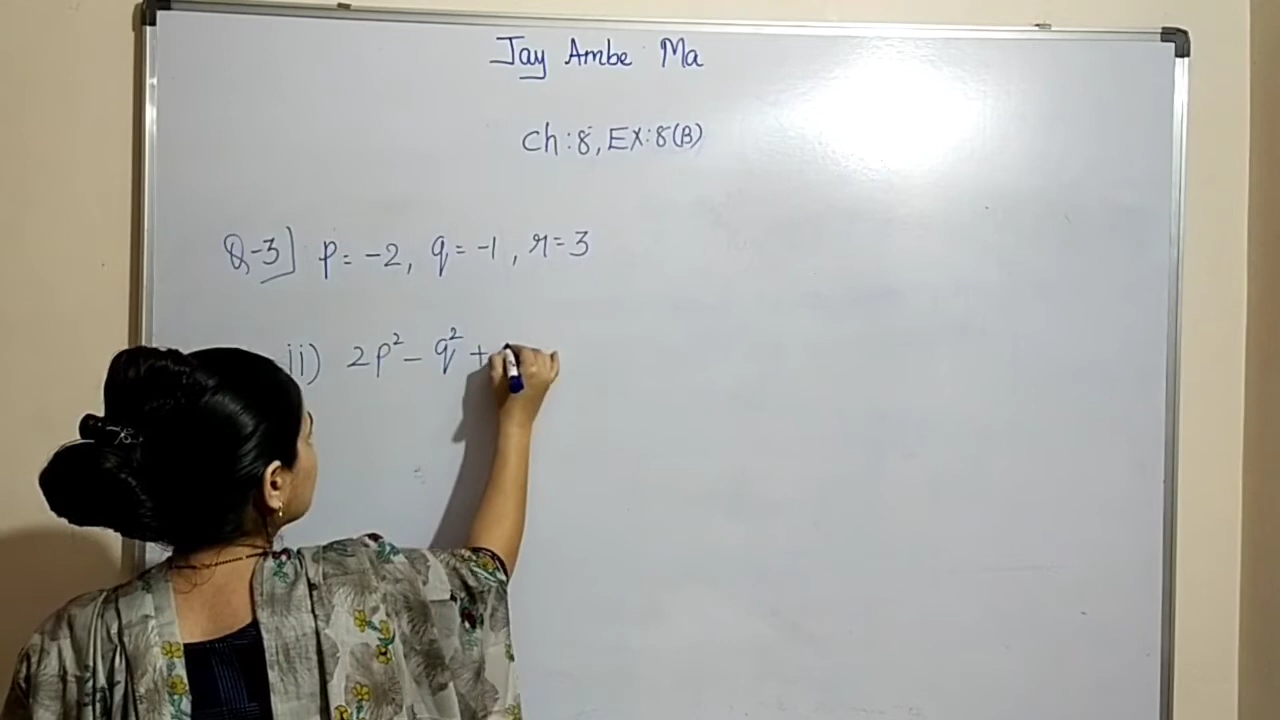 Jay Ambe Ma
Ch:8, Ex:8(B)
Q-3] p = -2, q = -1, r = 3
ii) 2p² - q² +